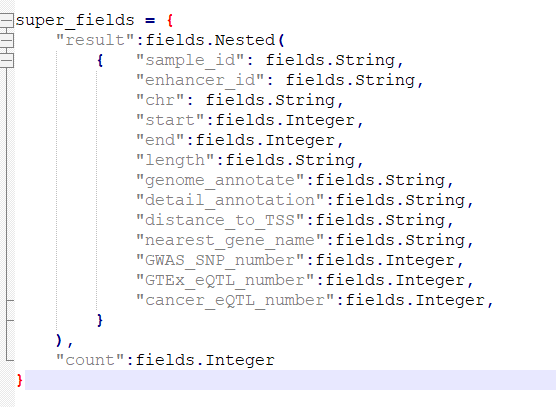 super_fields = {
    "result":fields.Nested(
        {   "sample_id": fields.String,
            "enhancer_id": fields.String,
            "chr": fields.String,
            "start":fields.Integer,
            "end":fields.Integer,
            "length":fields.String,
            "genome_annotate":fields.String,
            "detail_annotation":fields.String,
            "distance_to_TSS":fields.String,
            "nearest_gene_name":fields.String,
            "GWAS_SNP_number":fields.Integer,
            "GTEx_eQTL_number":fields.Integer,
            "cancer_eQTL_number":fields.Integer,
        }
    ),
    "count":fields.Integer
}